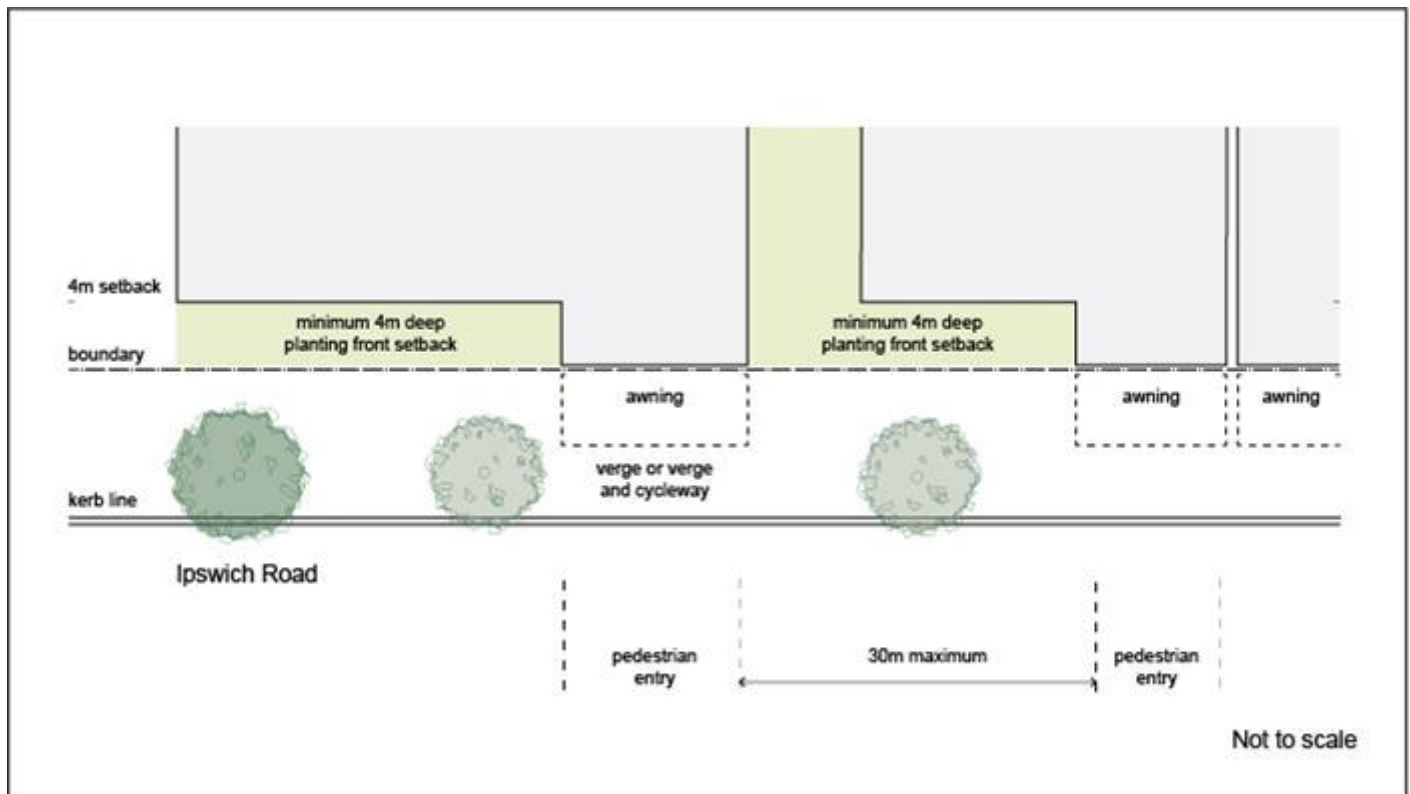 4m setback
minimum 4m deep
planting front setback
minimum 4m deep
planting front setback
boundary
awning
awning
awning
verge or verge
and cycleway
kerb line
Ipswich Road
pedestrian
entry
30m maximum
pedestrian
entry
Not to scale